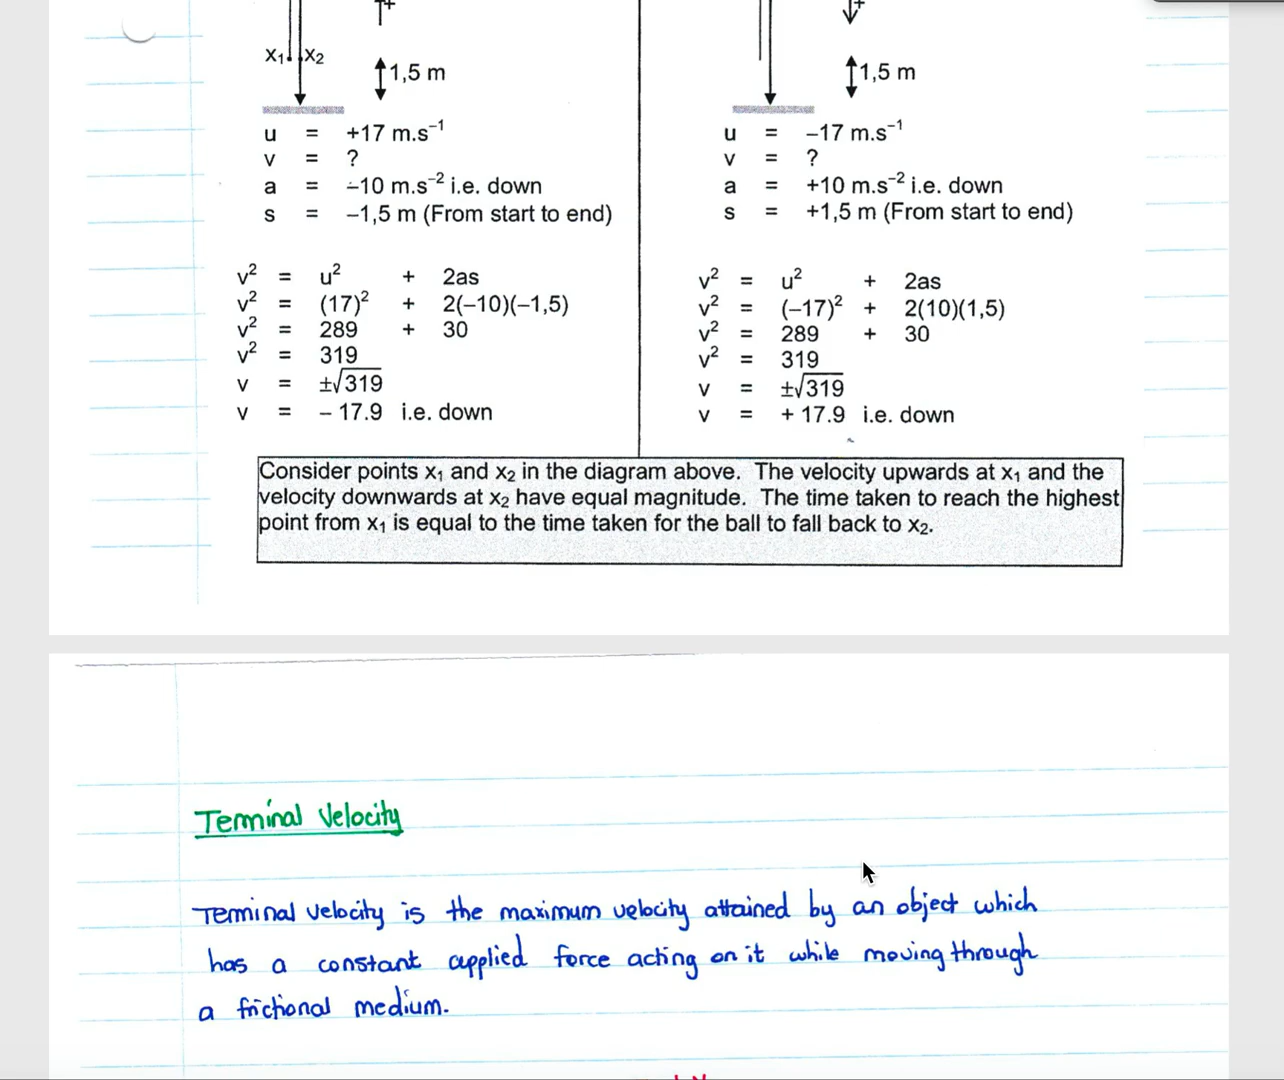 + +
X₁ X₂ 1,5 m 1,5 m
u = +17 m.s⁻¹ u = −17 m.s⁻¹
v = ? v = ?
a = −10 m.s⁻² i.e. down a = +10 m.s⁻² i.e. down
s = −1,5 m (From start to end) s = +1,5 m (From start to end)
v² = u² + 2as v² = u² + 2as
v² = (17)² + 2(−10)(−1,5) v² = (−17)² + 2(10)(1,5)
v² = 289 + 30 v² = 289 + 30
v² = 319 v² = 319
v = ±√319 v = ±√319
v = − 17.9 i.e. down v = + 17.9 i.e. down
Consider points x₁ and x₂ in the diagram above. The velocity upwards at x₁ and the
velocity downwards at x₂ have equal magnitude. The time taken to reach the highest
point from x₁ is equal to the time taken for the ball to fall back to x₂.
Terminal Velocity
Terminal velocity is the maximum velocity attained by an object which
has a constant applied force acting on it while moving through
a frictional medium.